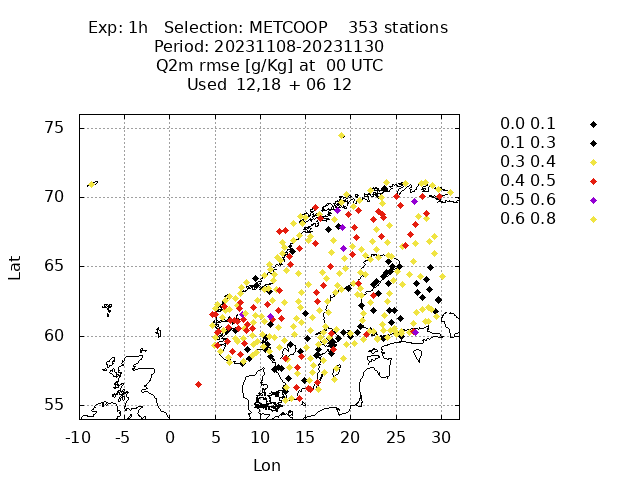 Exp: 1h   Selection: METCOOP    353 stations
Period: 20231108-20231130
Q2m rmse [g/Kg] at  00 UTC
Used  12,18 + 06 12
75
70
65
60
55
Lat
-10 -5 0 5 10 15 20 25 30
Lon
0.0 0.1
0.1 0.3
0.3 0.4
0.4 0.5
0.5 0.6
0.6 0.8